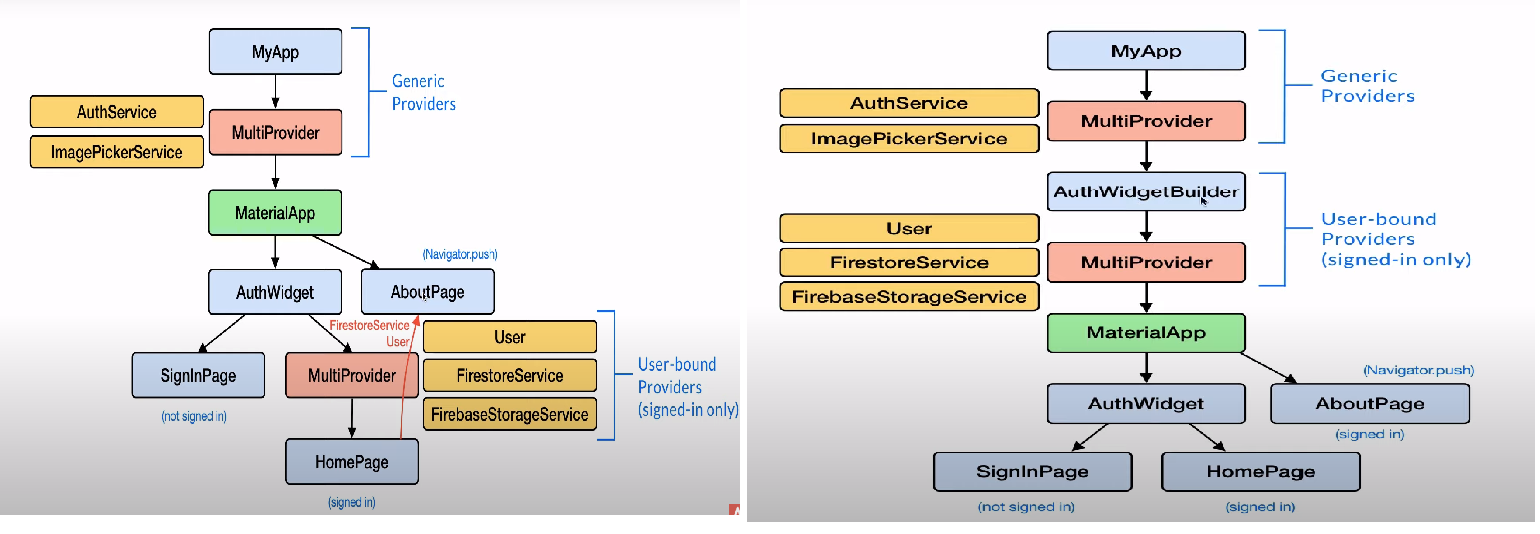 MyApp
Generic
Providers
AuthService
MultiProvider
ImagePickerService
MaterialApp
(Navigator.push)
AuthWidget
AboutPage
FirestoreService
User
User
SignInPage
MultiProvider
FirestoreService
User-bound
Providers
(signed-in only)
(not signed in)
FirebaseStorageService
HomePage
(signed in)
MyApp
Generic
Providers
AuthService
MultiProvider
ImagePickerService
AuthWidgetBuilder
User
User-bound
Providers
(signed-in only)
FirestoreService
MultiProvider
FirebaseStorageService
MaterialApp
(Navigator.push)
AuthWidget
AboutPage
(signed in)
SignInPage
HomePage
(not signed in)
(signed in)